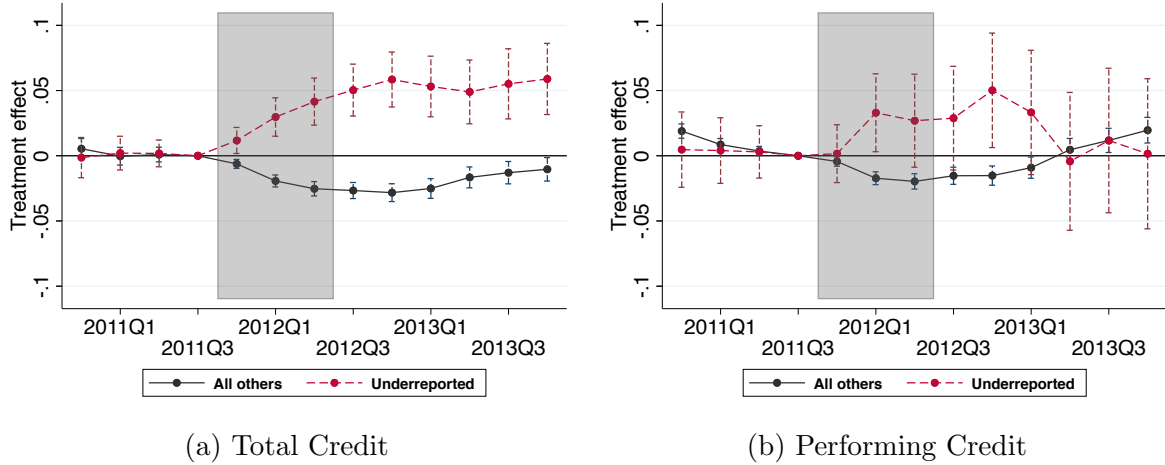 .1
.05
0
-.05
-.1
Treatment effect
2011Q1 2012Q1 2013Q1
2011Q3 2012Q3 2013Q3
All others Underreported
(a) Total Credit
.1
.05
0
-.05
-.1
Treatment effect
2011Q1 2012Q1 2013Q1
2011Q3 2012Q3 2013Q3
All others Underreported
(b) Performing Credit